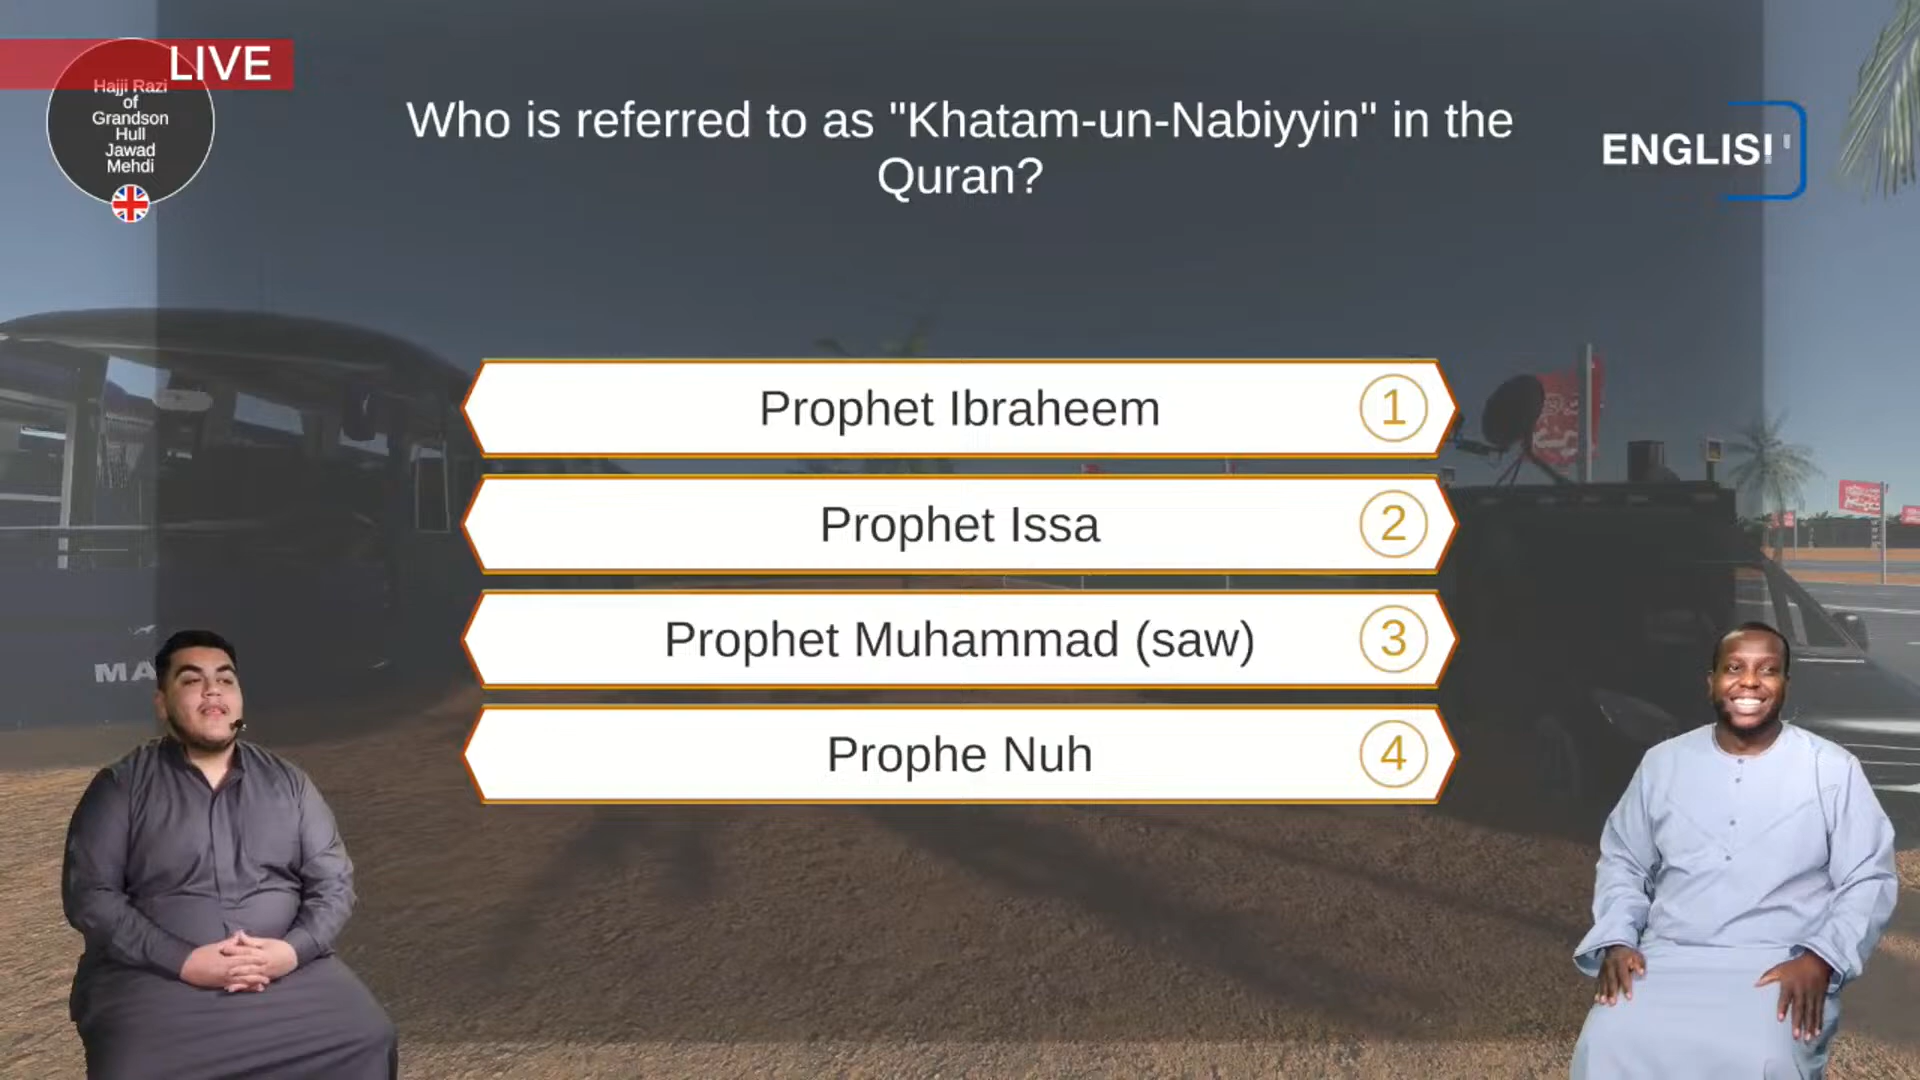 LIVE
Hajji Razi
of
Grandson
Hull
Jawad
Mehdi
Who is referred to as "Khatam-un-Nabiyyin" in the
Quran?
ENGLIS
Prophet Ibraheem 1
Prophet Issa 2
Prophet Muhammad (saw) 3
Prophe Nuh 4
MA